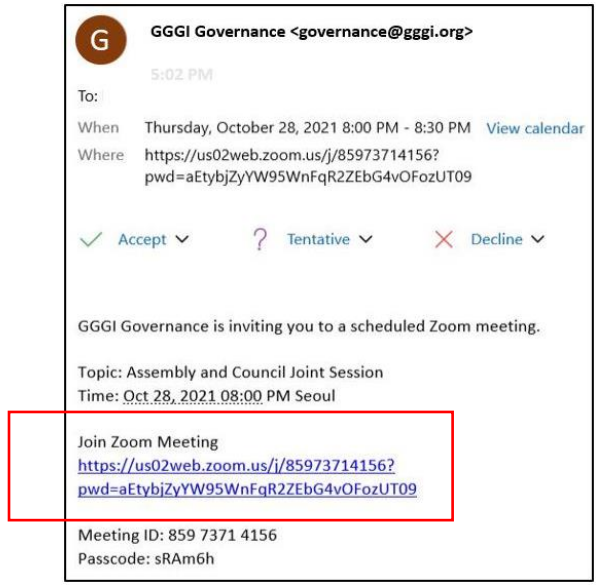 G
GGGI Governance <governance@gggi.org>
5:02 PM
To:
When Thursday, October 28, 2021 8:00 PM - 8:30 PM View calendar
Where https://us02web.zoom.us/j/85973714156?
pwd=aEtybjZyYW95WnFqR2ZEbG4vOFozUT09
Accept Tentative Decline
GGGI Governance is inviting you to a scheduled Zoom meeting.
Topic: Assembly and Council Joint Session
Time: Oct 28, 2021 08:00 PM Seoul
Join Zoom Meeting
https://us02web.zoom.us/j/85973714156?
pwd=aEtybjZyYW95WnFqR2ZEbG4vOFozUT09
Meeting ID: 859 7371 4156
Passcode: sRAm6h